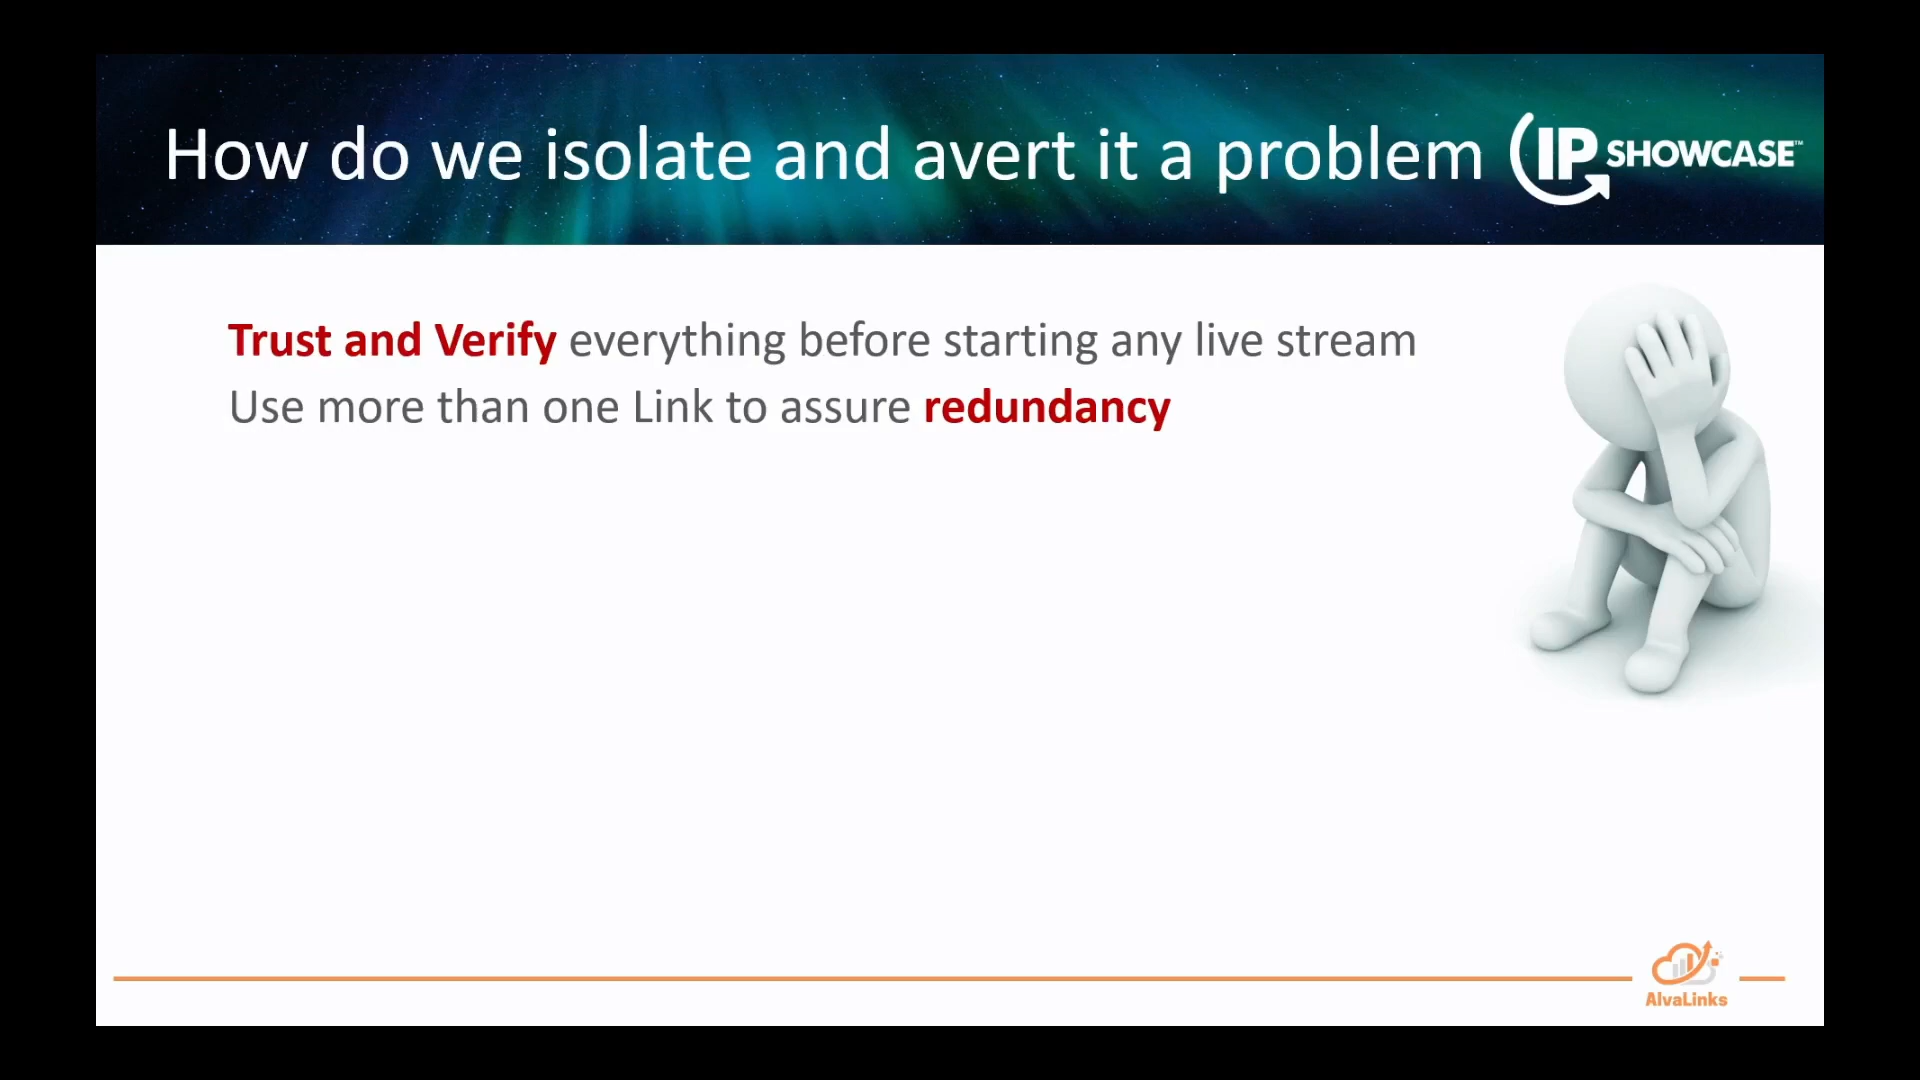 How do we isolate and avert it a problem
IP SHOWCASE™
Trust and Verify everything before starting any live stream
Use more than one Link to assure redundancy
AlvaLinks